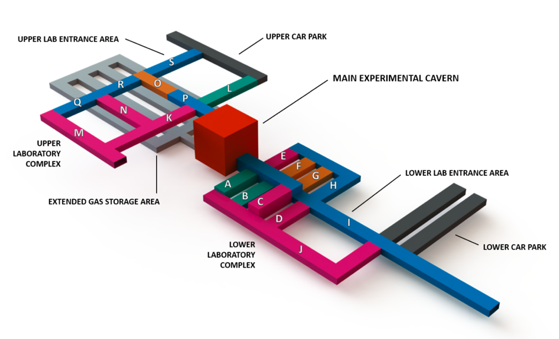 UPPER LAB ENTRANCE AREA
UPPER CAR PARK
S
MAIN EXPERIMENTAL CAVERN
R
O
L
Q
P
N
K
M
UPPER
LABORATORY
COMPLEX
E
F
G
H
LOWER LAB ENTRANCE AREA
A
B
C
EXTENDED GAS STORAGE AREA
D
I
LOWER
LABORATORY
COMPLEX
J
LOWER CAR PARK